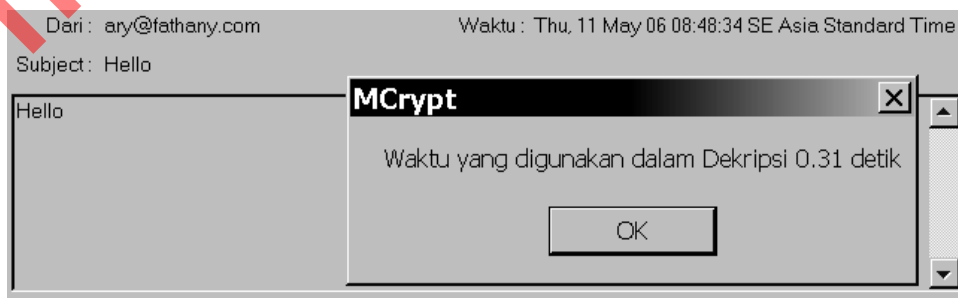 Dari : ary@fathany.com Waktu : Thu, 11 May 06 08:48:34 SE Asia Standard Time
Subject : Hello
Hello
MCrypt
Waktu yang digunakan dalam Dekripsi 0.31 detik
OK